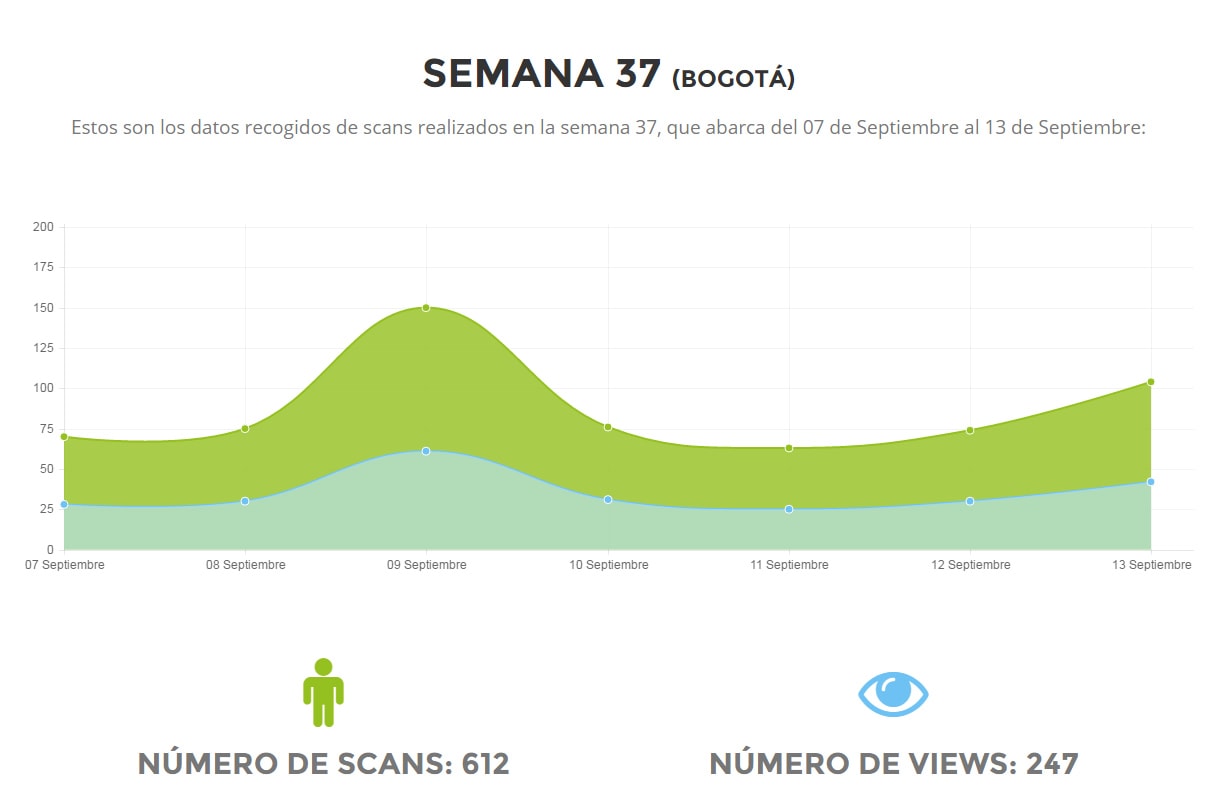 SEMANA 37 (BOGOTÁ)
Estos son los datos recogidos de scans realizados en la semana 37, que abarca del 07 de Septiembre al 13 de Septiembre:
200
175
150
125
100
75
50
25
0
07 Septiembre 08 Septiembre 09 Septiembre 10 Septiembre 11 Septiembre 12 Septiembre 13 Septiembre
NÚMERO DE SCANS: 612 NÚMERO DE VIEWS: 247